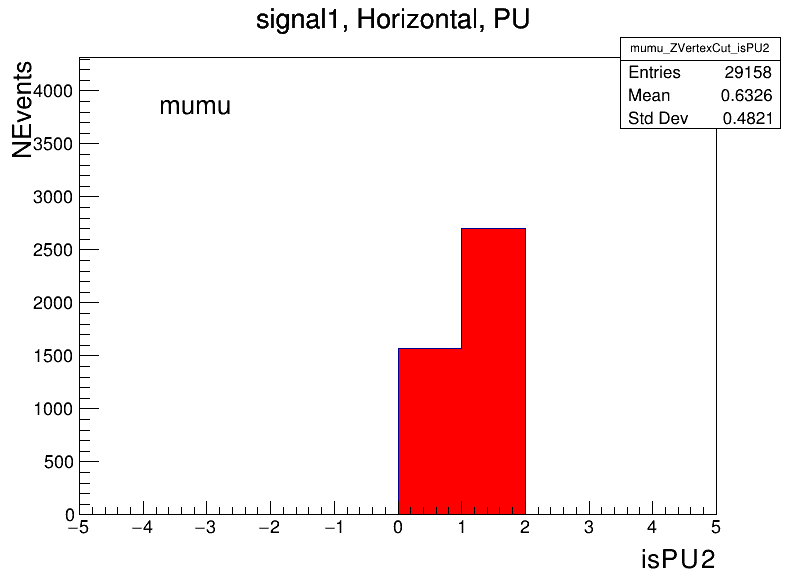 signal1, Horizontal, PU
mumu_ZVertexCut_isPU2
Entries 29158
Mean 0.6326
Std Dev 0.4821
NEvents
mumu
4000
3500
3000
2500
2000
1500
1000
500
0
−5 −4 −3 −2 −1 0 1 2 3 4 5
isPU2